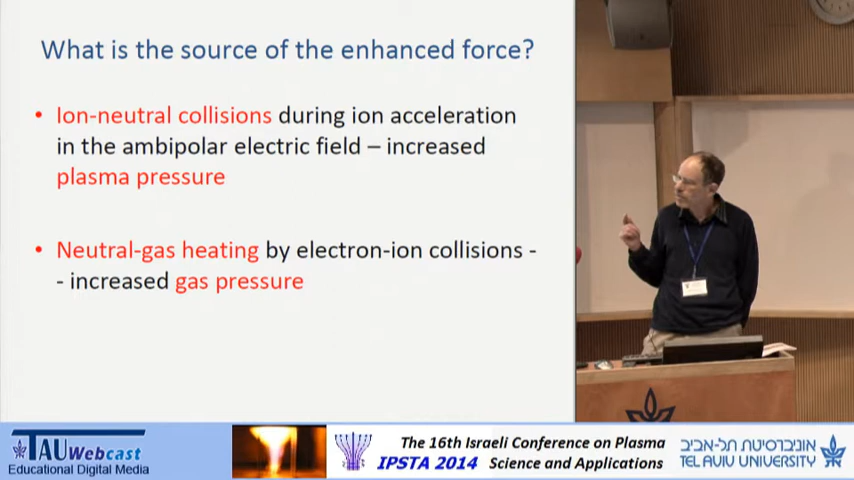 What is the source of the enhanced force?
• Ion-neutral collisions during ion acceleration
in the ambipolar electric field – increased
plasma pressure
• Neutral-gas heating by electron-ion collisions -
- increased gas pressure
TAU Webcast
Educational Digital Media
The 16th Israeli Conference on Plasma
IPSTA 2014 Science and Applications
אוניברסיטת תל-אביב
TEL AVIV UNIVERSITY